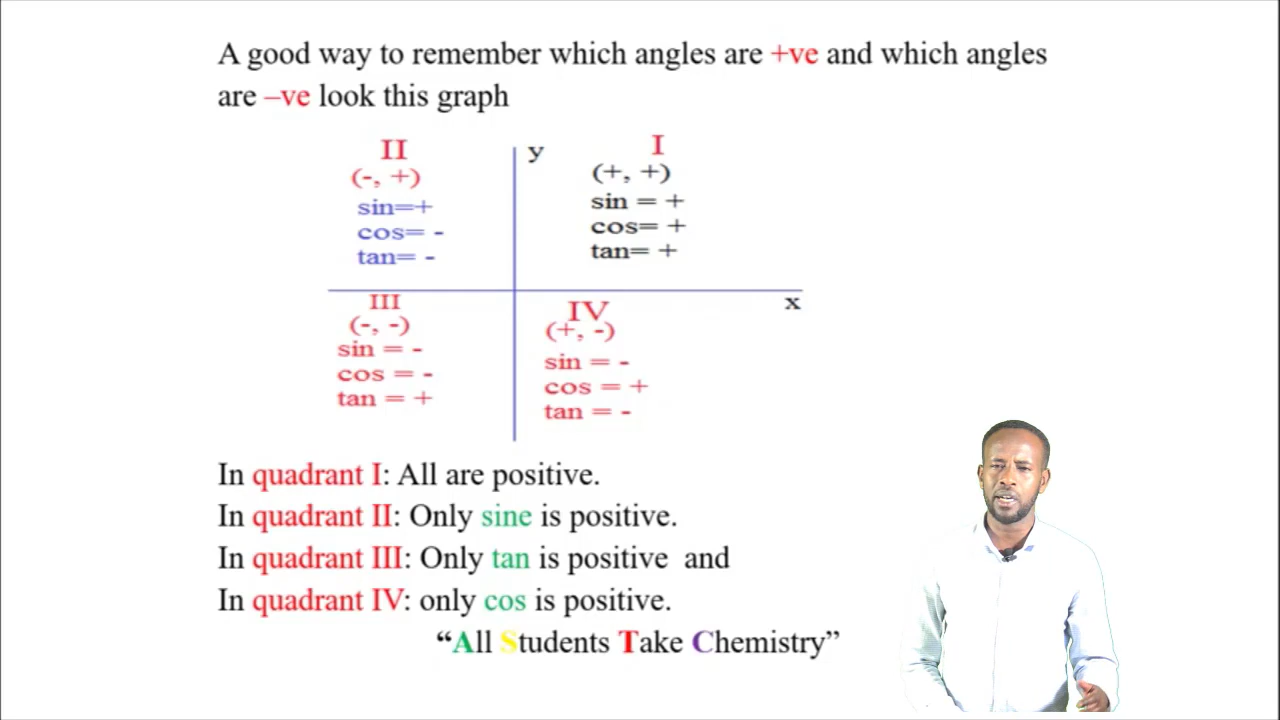 A good way to remember which angles are +ve and which angles
are –ve look this graph
II
(-, +)
sin=+
cos= -
tan= -
y
I
(+, +)
sin = +
cos= +
tan= +
x
III
(-, -)
sin = -
cos = -
tan = +
IV
(+, -)
sin = -
cos = +
tan = -
In quadrant I: All are positive.
In quadrant II: Only sine is positive.
In quadrant III: Only tan is positive and
In quadrant IV: only cos is positive.
“All Students Take Chemistry”